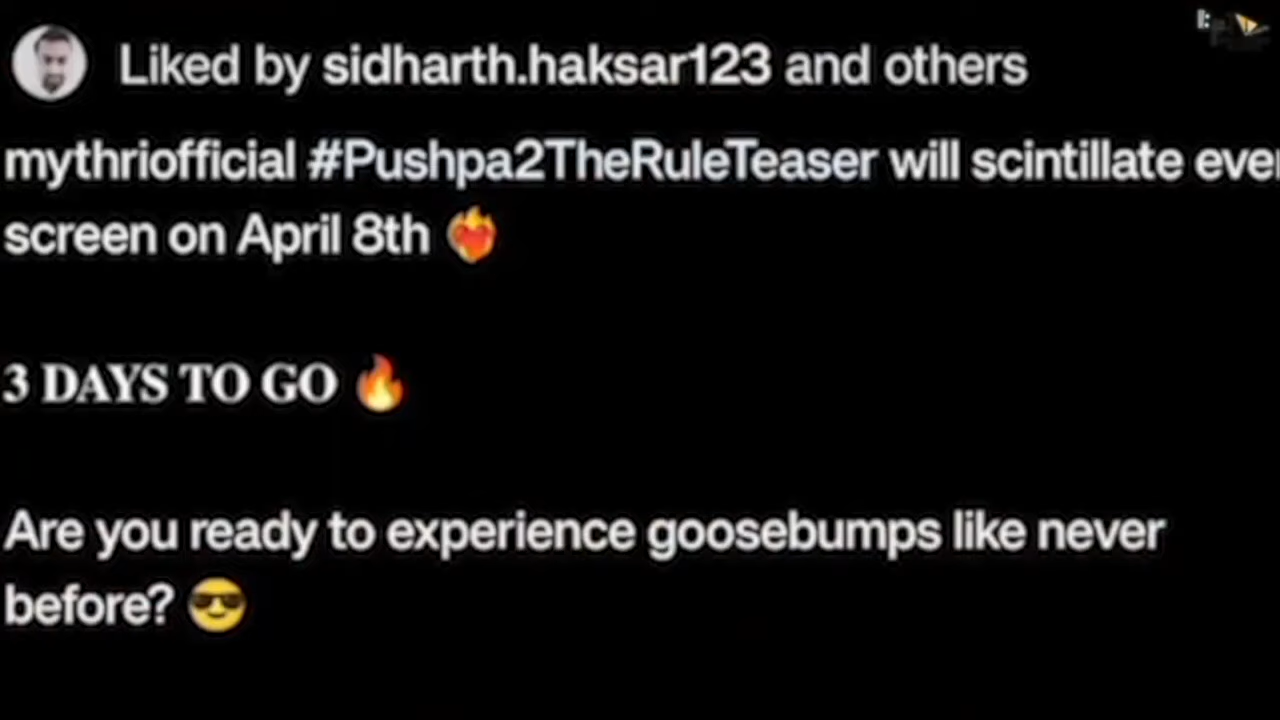 Liked by sidharth.haksar123 and others
mythriofficial #Pushpa2TheRuleTeaser will scintillate
screen on April 8th ❤️‍🔥
3 DAYS TO GO 🔥
Are you ready to experience goosebumps like never
before? 😎